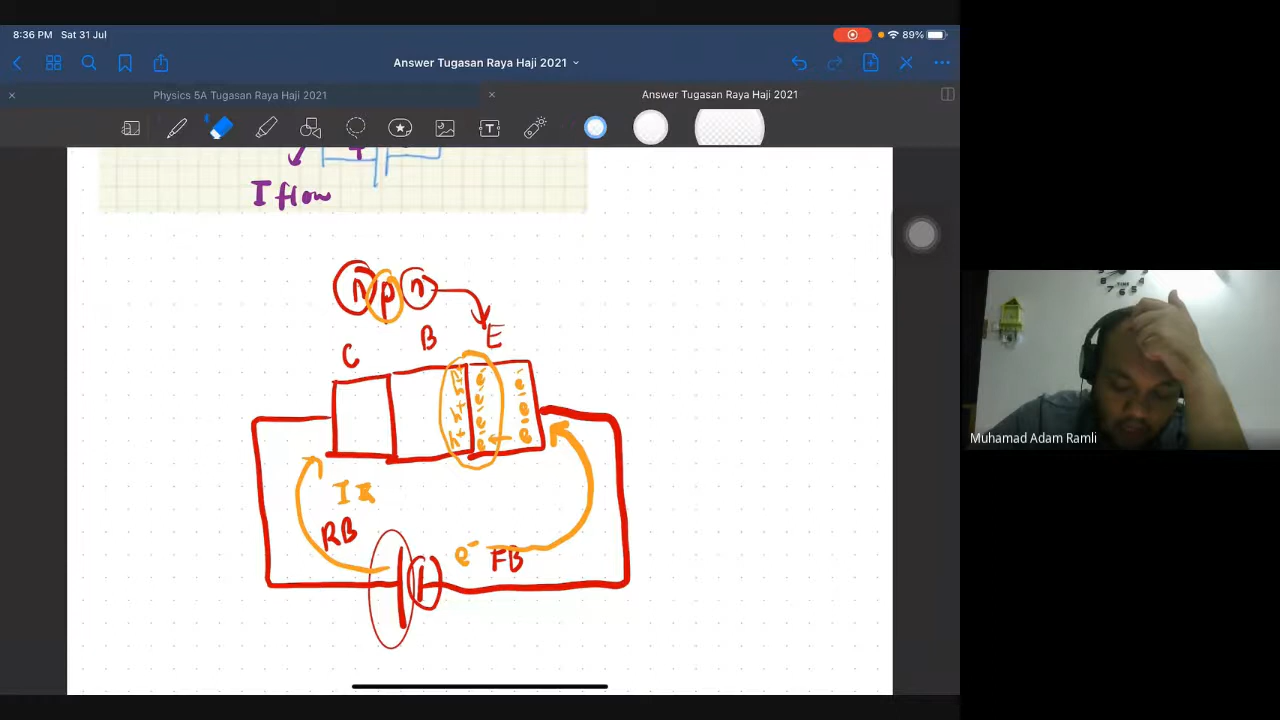 8:36 PM Sat 31 Jul
89%
Answer Tugasan Raya Haji 2021
Physics 5A Tugasan Raya Haji 2021
Answer Tugasan Raya Haji 2021
I flow
n p n
C B E
h+ e-
I
RB
e- FB
Muhamad Adam Ramli